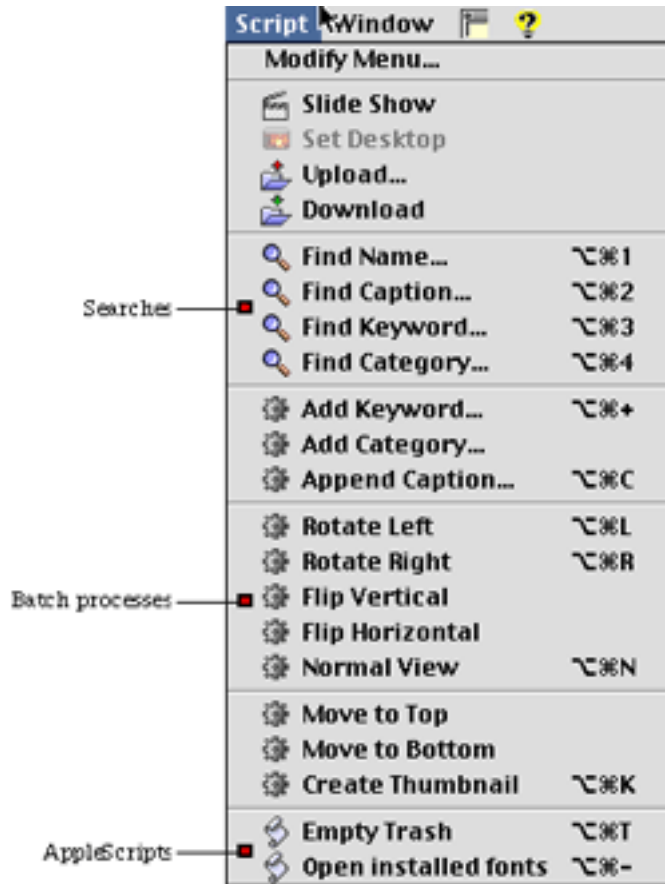 Script Window
Modify Menu...
Slide Show
Set Desktop
Upload...
Download
Find Name... ⌥⌘1
Searches
Find Caption... ⌥⌘2
Find Keyword... ⌥⌘3
Find Category... ⌥⌘4
Add Keyword... ⌥⌘+
Add Category...
Append Caption... ⌥⌘C
Rotate Left ⌥⌘L
Rotate Right ⌥⌘R
Batch processes
Flip Vertical
Flip Horizontal
Normal View ⌥⌘N
Move to Top
Move to Bottom
Create Thumbnail ⌥⌘K
AppleScripts
Empty Trash ⌥⌘T
Open installed fonts ⌥⌘-